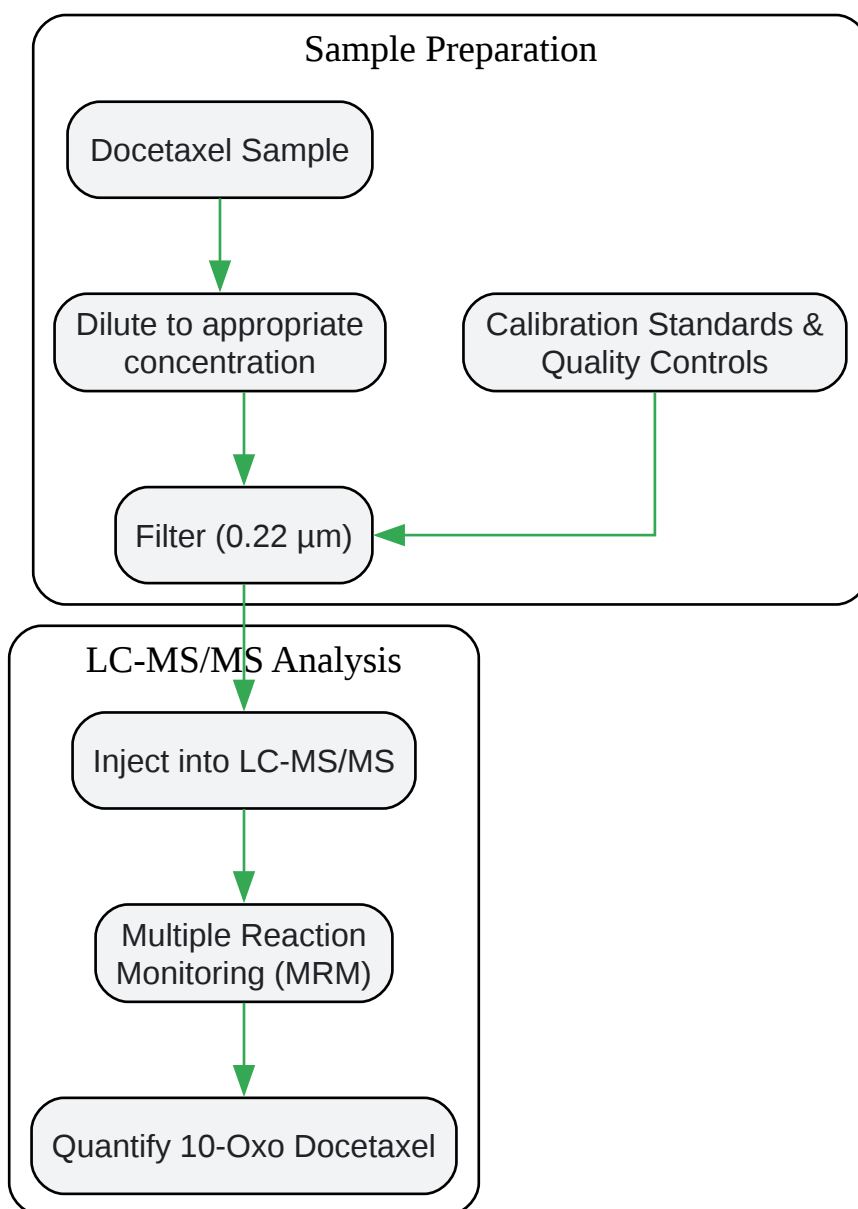 Sample Preparation
Docetaxel Sample
Dilute to appropriate
concentration
Calibration Standards &
Quality Controls
Filter (0.22 µm)
LC-MS/MS Analysis
Inject into LC-MS/MS
Multiple Reaction
Monitoring (MRM)
Quantify 10-Oxo Docetaxel